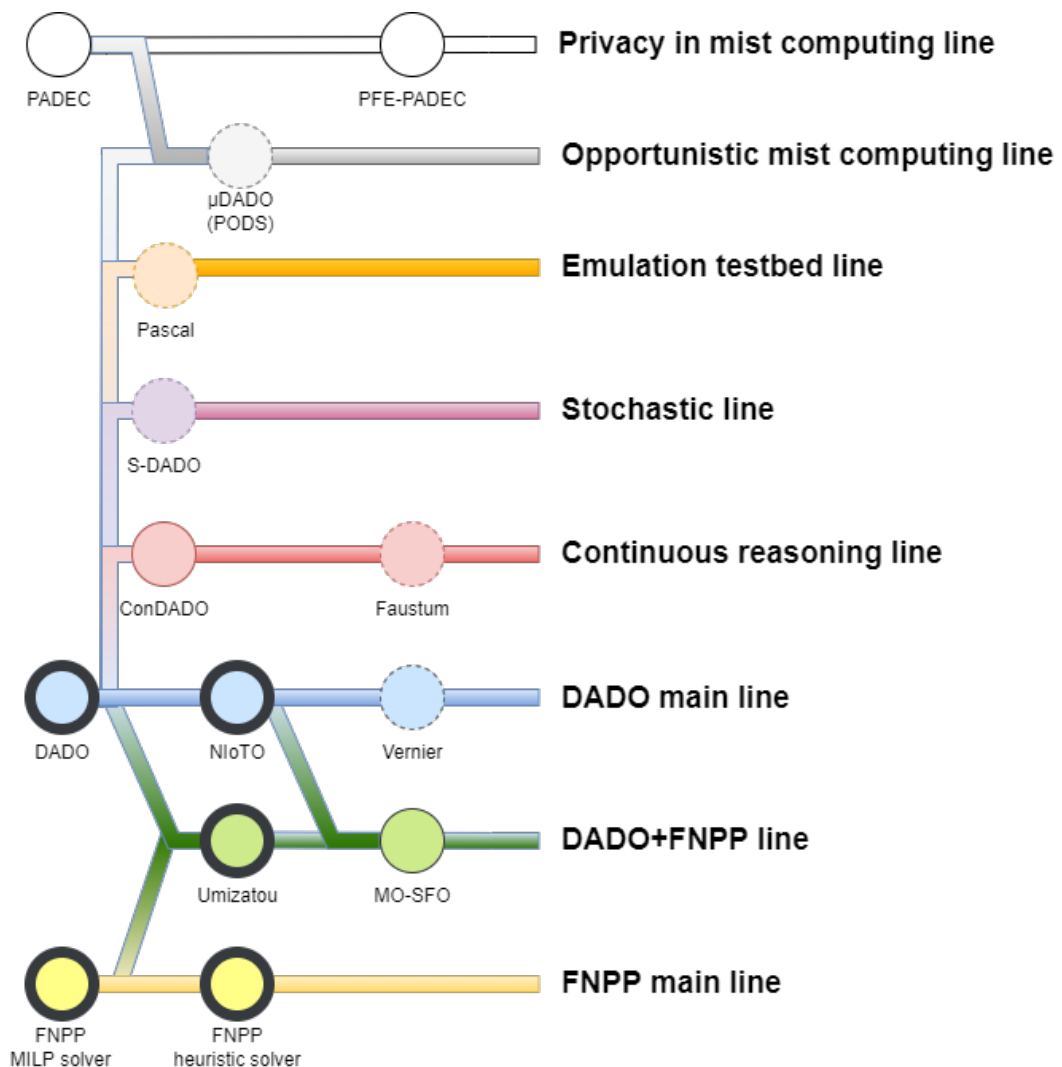 Privacy in mist computing line
PADEC
PFE-PADEC
Opportunistic mist computing line
µDADO
(PODS)
Emulation testbed line
Pascal
Stochastic line
S-DADO
Continuous reasoning line
ConDADO
Faustum
DADO main line
DADO
NIoTO
Vernier
DADO+FNPP line
Umizatou
MO-SFO
FNPP main line
FNPP
MILP solver
FNPP
heuristic solver